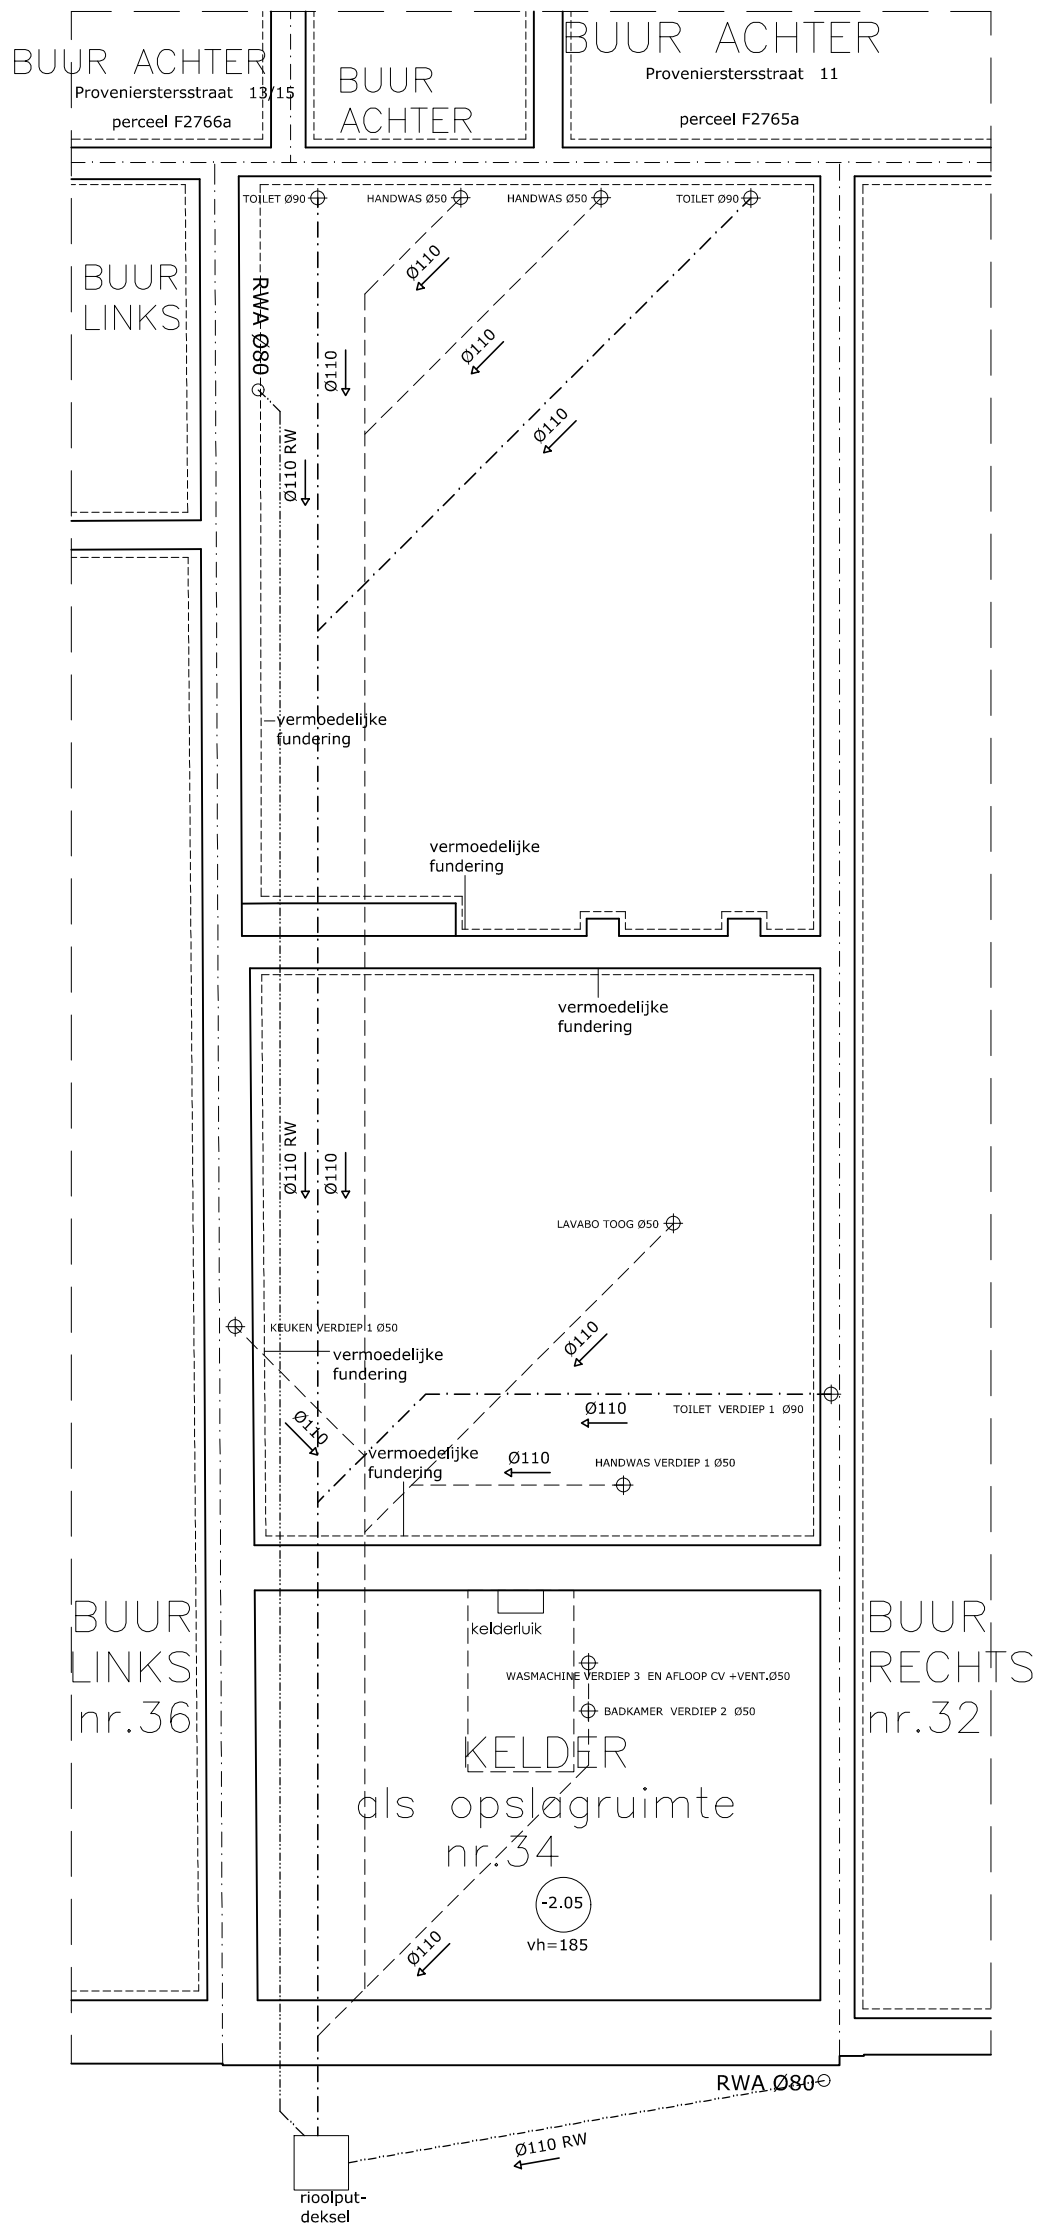 BUUR ACHTER
Provenierstersstraat 13/15
perceel F2766a
BUUR
ACHTER
BUUR ACHTER
Provenierstersstraat 11
perceel F2765a
TOILET Ø90
HANDWAS Ø50
HANDWAS Ø50
TOILET Ø90
BUUR
LINKS
RWA Ø80
Ø110
Ø110
Ø110
Ø110
Ø110 RW
vermoedelijke
fundering
vermoedelijke
fundering
vermoedelijke
fundering
Ø110 RW
Ø110
LAVABO TOOG Ø50
KEUKEN VERDIEP 1 Ø50
Ø110
vermoedelijke
fundering
Ø110
TOILET VERDIEP 1 Ø90
Ø110
vermoedelijke
fundering
Ø110
HANDWAS VERDIEP 1 Ø50
BUUR
LINKS
nr.36
BUUR
RECHTS
nr.32
kelderluik
WASMACHINE VERDIEP 3 EN AFLOOP CV +VENT.Ø50
BADKAMER VERDIEP 2 Ø50
KELDER
als opslagruimte
nr.34
-2.05
vh=185
Ø110
RWA Ø80
Ø110 RW
rioolput-
deksel